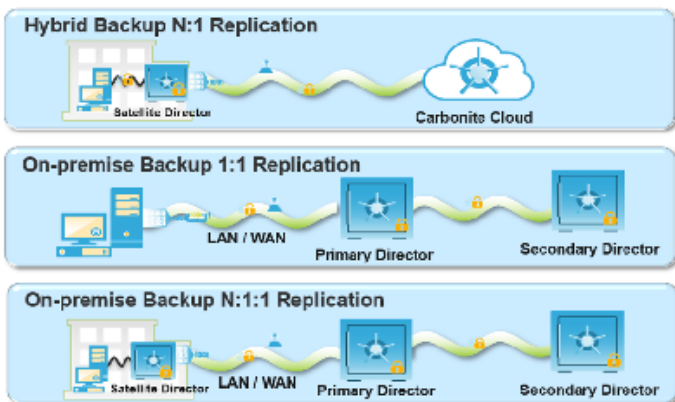 Hybrid Backup N:1 Replication
Satellite Director
Carbonite Cloud
On-premise Backup 1:1 Replication
LAN / WAN
Primary Director
Secondary Director
On-premise Backup N:1:1 Replication
Satellite Director
LAN / WAN
Primary Director
Secondary Director